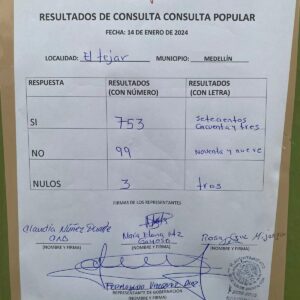 RESULTADOS DE CONSULTA CONSULTA POPULAR
FECHA: 14 DE ENERO DE 2024
LOCALIDAD: El tejar MUNICIPIO: MEDELLÍN
RESPUESTA RESULTADOS (CON NÚMERO) RESULTADOS (CON LETRA)
SI 753 Setecientos
Cincuenta y tres
NO 99 Noventa y nueve
NULOS 3 tres
FIRMAS DE LOS REPRESENTANTES
Claudia Núñez
(NOMBRE Y FIRMA) (NOMBRE Y FIRMA) (NOMBRE Y FIRMA)
REPRESENTANTE DE GOBERNACIÓN
(NOMBRE Y FIRMA)